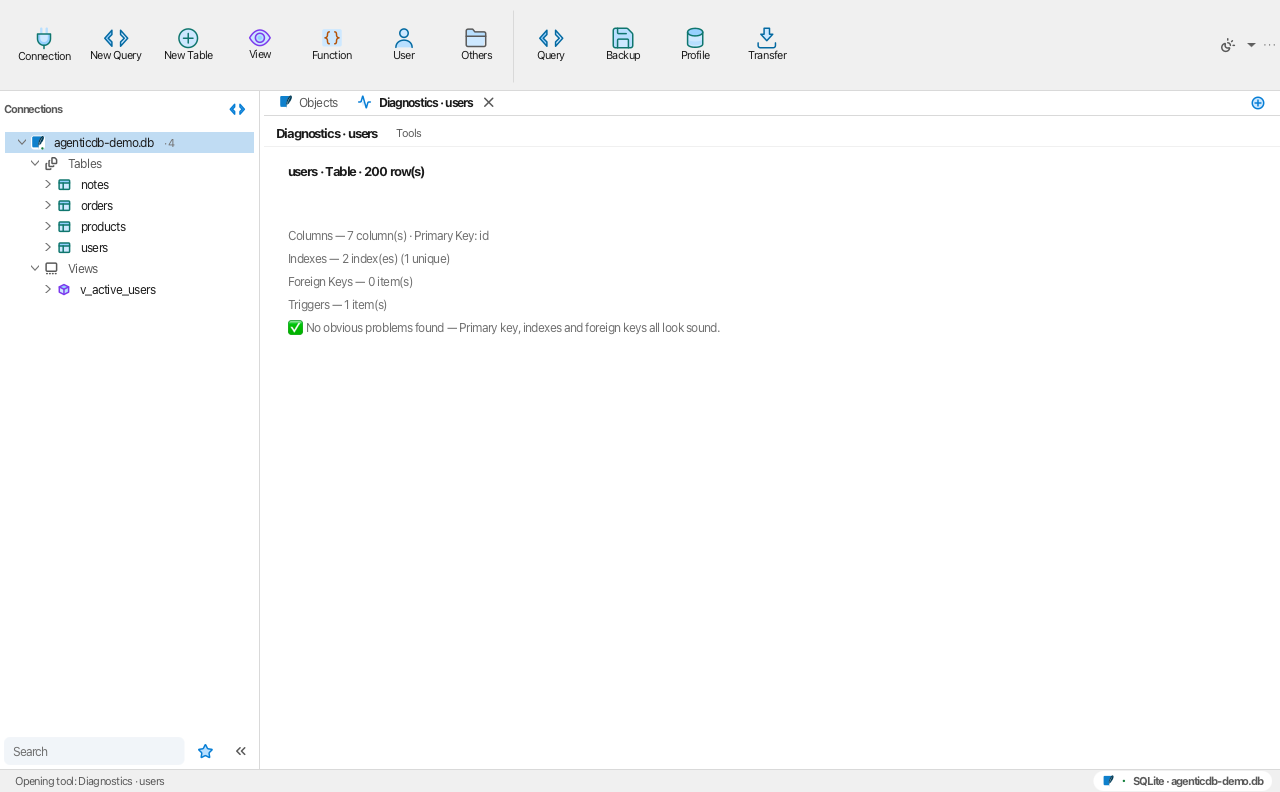 Connection
New Query
New Table
View
Function
User
Others
Query
Backup
Profile
Transfer
Connections
agenticdb-demo.db · 4
Tables
notes
orders
products
users
Views
v_active_users
Search
Objects
Diagnostics · users
Diagnostics · users
Tools
users · Table · 200 row(s)
Columns — 7 column(s) · Primary Key: id
Indexes — 2 index(es) (1 unique)
Foreign Keys — 0 item(s)
Triggers — 1 item(s)
✅ No obvious problems found — Primary key, indexes and foreign keys all look sound.
Opening tool: Diagnostics · users
· SQLite · agenticdb-demo.db